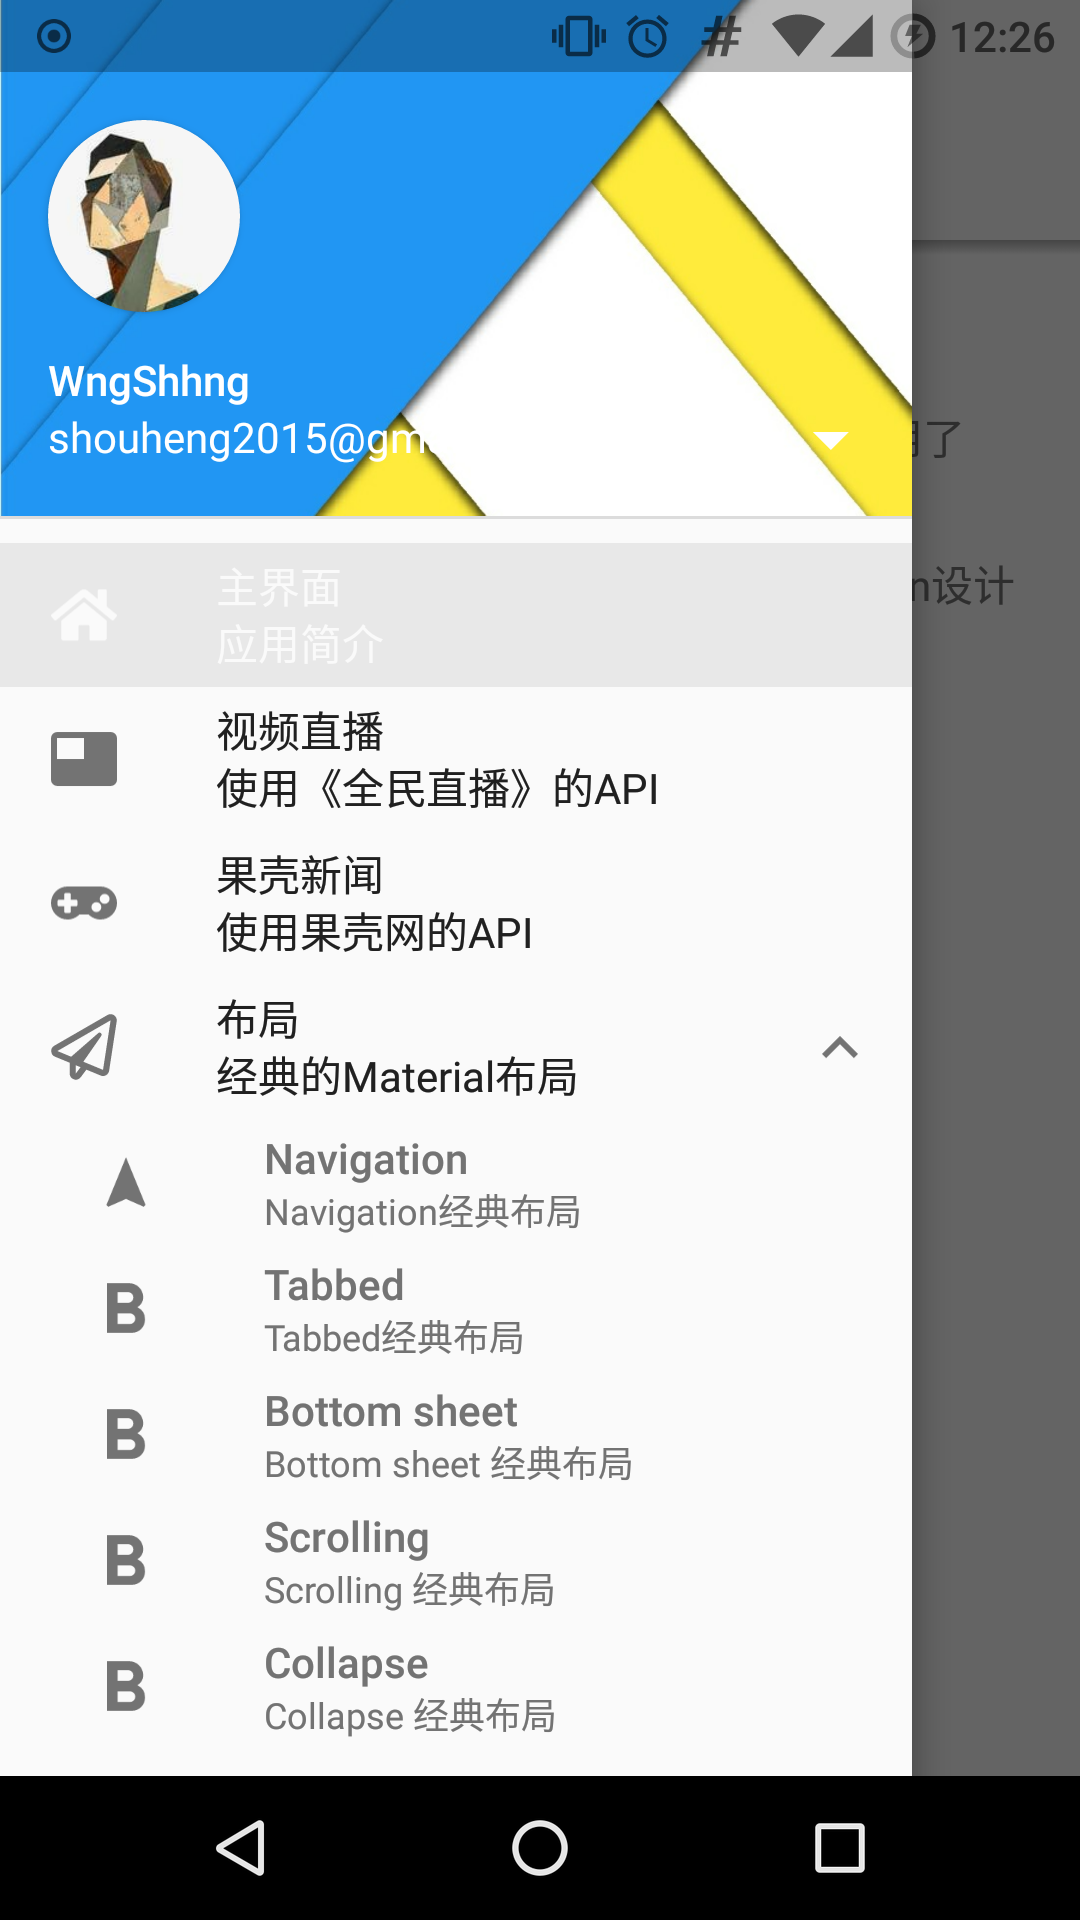 12:26
WngShhng
shouheng2015@gm
用了
n设计
主界面
应用简介
视频直播
使用《全民直播》的API
果壳新闻
使用果壳网的API
布局
经典的Material布局
Navigation
Navigation经典布局
Tabbed
Tabbed经典布局
Bottom sheet
Bottom sheet 经典布局
Scrolling
Scrolling 经典布局
Collapse
Collapse 经典布局